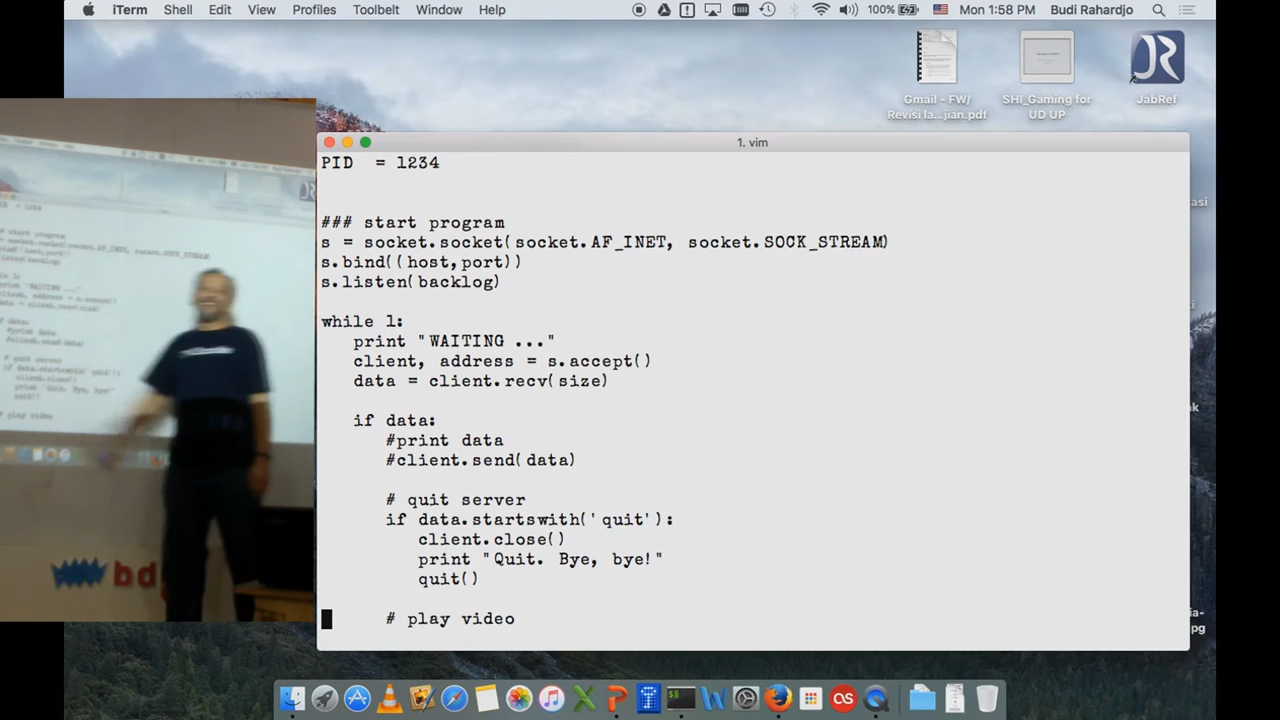 iTerm Shell Edit View Profiles Toolbelt Window Help 100% Mon 1:58 PM Budi Rahardjo
Gmail - FW/
Revisi la...jian.pdf
SHI_Gaming for
UD UP
JabRef
1. vim
PID = 1234
### start program
s = socket.socket(socket.AF_INET, socket.SOCK_STREAM)
s.bind((host,port))
s.listen(backlog)
while 1:
print "WAITING ..."
client, address = s.accept()
data = client.recv(size)
if data:
#print data
#client.send(data)
# quit server
if data.startswith('quit'):
client.close()
print "Quit. Bye, bye!"
quit()
# play video
bd